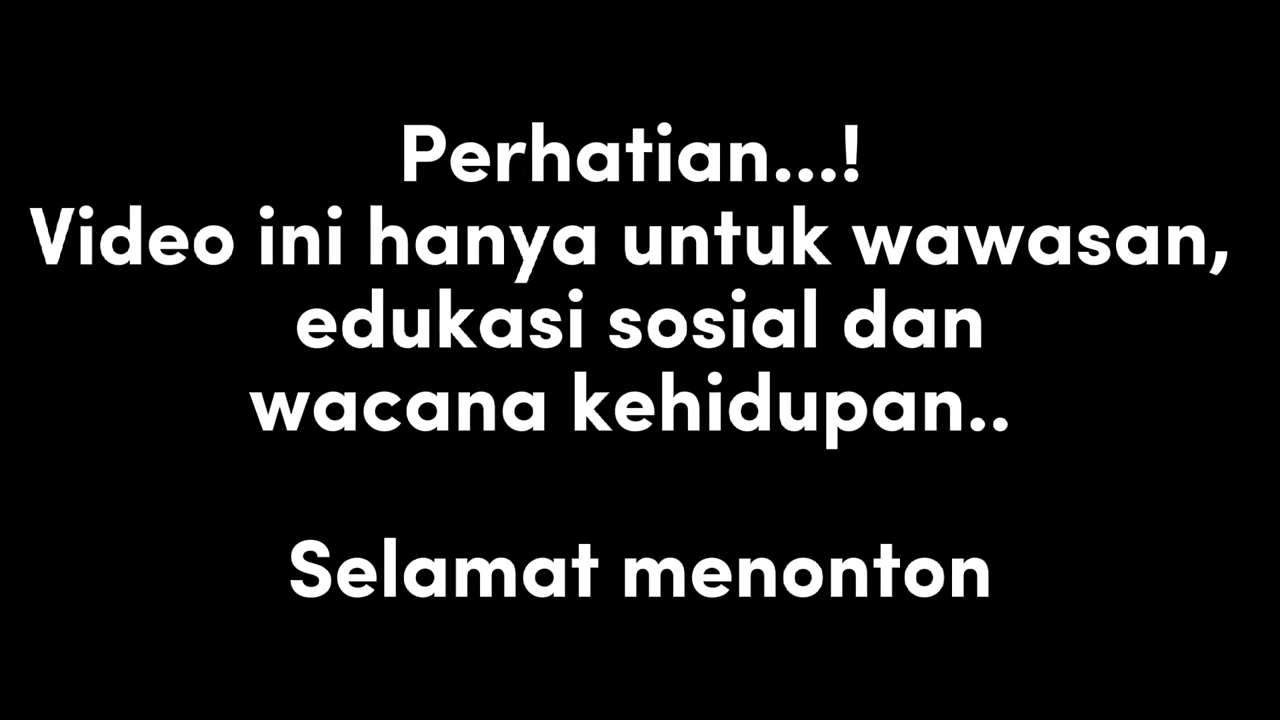 Perhatian...!
Video ini hanya untuk wawasan,
edukasi sosial dan
wacana kehidupan..
Selamat menonton